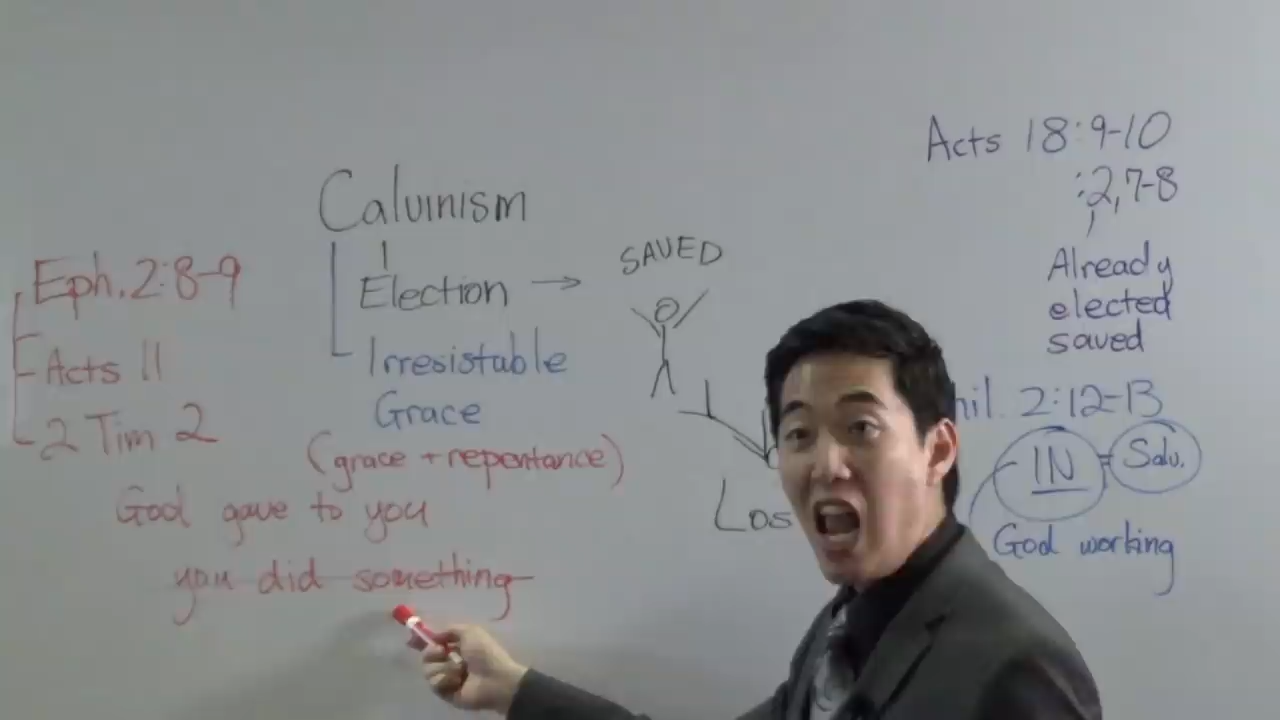 Eph. 2:8-9
Acts 11
2 Tim 2
Calvinism
Election →
Irresistable
Grace
(grace + repentance)
God gave to you
you did something
SAVED
Los
Acts 18:9-10
:2, 7-8
Already
elected
saved
hil. 2:12-13
IN = Salv.
God working